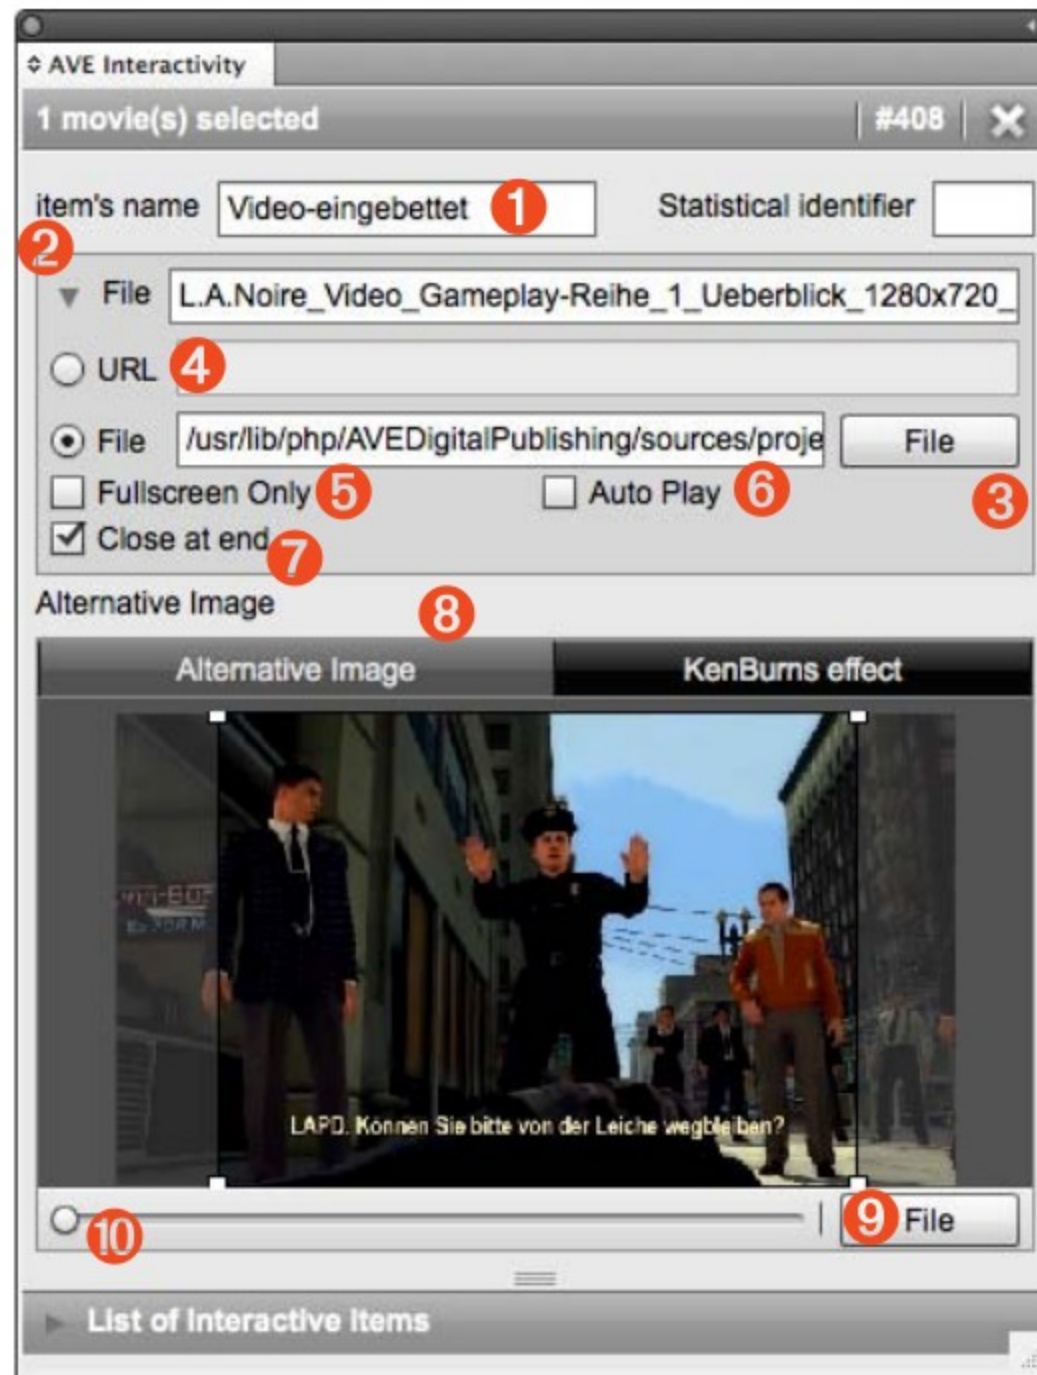 AVE Interactivity
1 movie(s) selected #408
item's name Video-eingebettet 1 Statistical identifier
2
File L.A.Noire_Video_Gameplay-Reihe_1_Ueberblick_1280x720_
URL 4
File /usr/lib/php/AVEDigitalPublishing/sources/proje File
Fullscreen Only 5 Auto Play 6 3
Close at end 7
Alternative Image 8
Alternative Image KenBurns effect
LAPD. Können Sie bitte von der Leiche wegbleiben?
10 9 File
List of Interactive Items